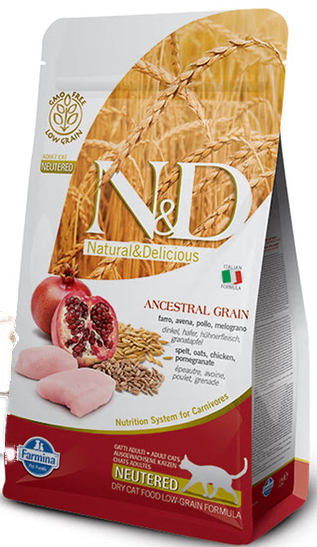 GMO FREE
LOW GRAIN
ADULT CAT
NEUTERED
N&D
Natural&Delicious
ITALIAN
FORMULA
ANCESTRAL GRAIN
farro, avena, pollo, melograno
dinkel, hafer, hühnerfleisch,
granatapfel
spelt, oats, chicken,
pomegranate
épeautre, avoine,
poulet, grenade
Nutrition System for Carnivores
Farmina
Pet Foods
GATTI ADULTI • ADULT CATS
AUSGEWACHSENE KATZEN
CHATS ADULTES
NEUTERED
DRY CAT FOOD LOW-GRAIN FORMULA